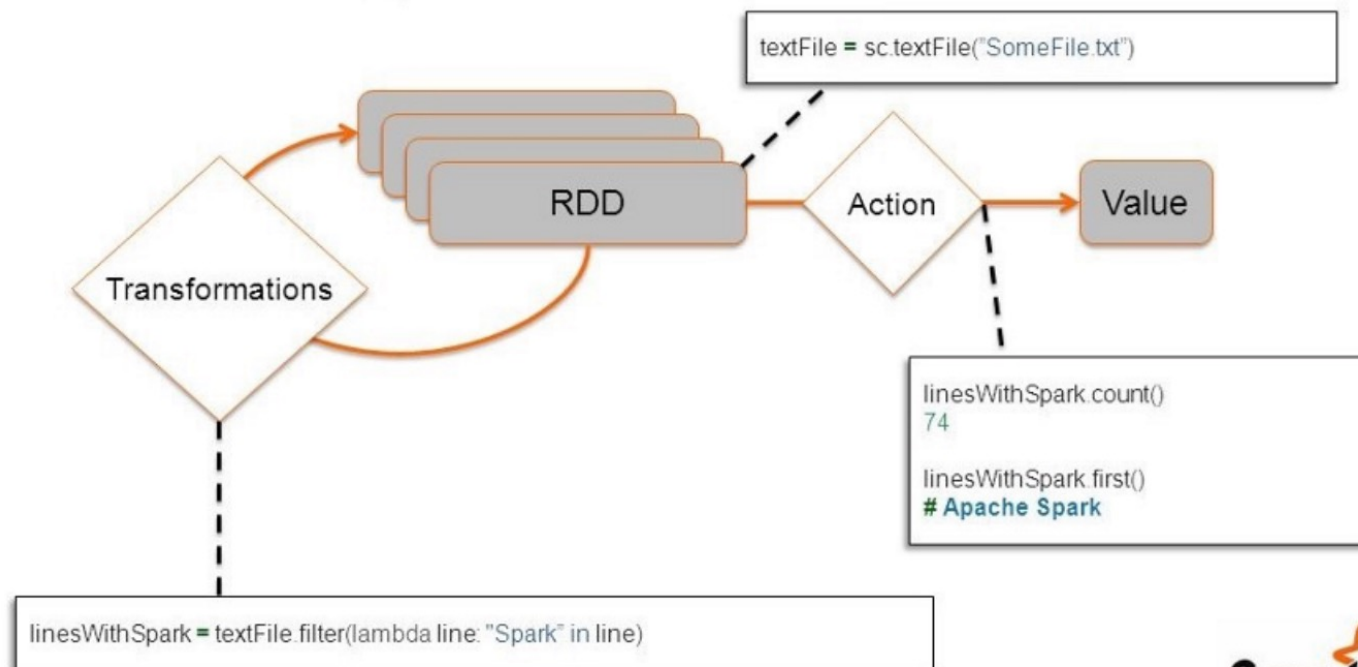 textFile = sc.textFile("SomeFile.txt")
RDD
Action
Value
Transformations
linesWithSpark.count()
74
linesWithSpark.first()
# Apache Spark
linesWithSpark = textFile.filter(lambda line: "Spark" in line)